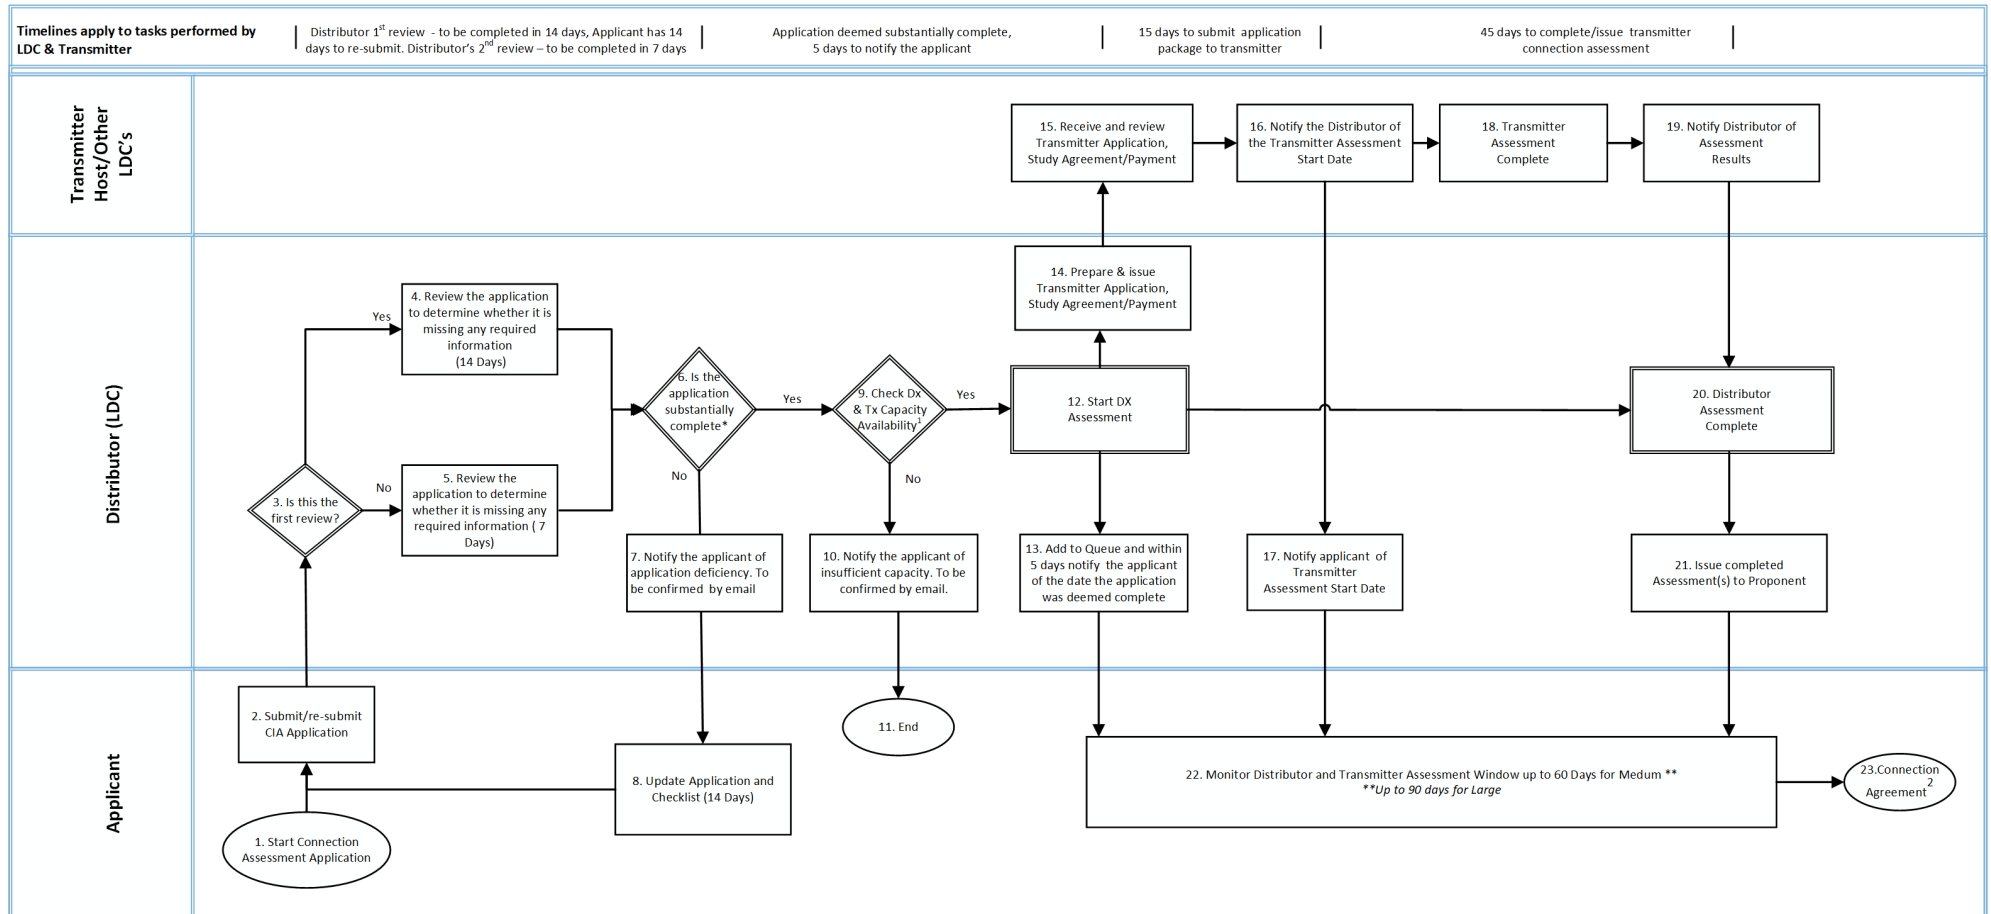 Timelines apply to tasks performed by
LDC & Transmitter
Distributor 1st review - to be completed in 14 days, Applicant has 14
days to re-submit. Distributor's 2nd review – to be completed in 7 days
Application deemed substantially complete,
5 days to notify the applicant
15 days to submit application
package to transmitter
45 days to complete/issue transmitter
connection assessment
Transmitter
Host/Other
LDC's
15. Receive and review
Transmitter Application,
Study Agreement/Payment
16. Notify the Distributor of
the Transmitter Assessment
Start Date
18. Transmitter
Assessment
Complete
19. Notify Distributor of
Assessment
Results
Distributor (LDC)
14. Prepare & issue
Transmitter Application,
Study Agreement/Payment
4. Review the application
to determine whether it is
missing any required
information
(14 Days)
Yes
6. Is the
application
substantially
complete*
Yes
9. Check Dx
& Tx Capacity
Availability1
Yes
12. Start DX
Assessment
20. Distributor
Assessment
Complete
3. Is this the
first review?
No
5. Review the
application to determine
whether it is missing any
required information ( 7
Days)
No
No
7. Notify the applicant of
application deficiency. To
be confirmed by email
10. Notify the applicant of
insufficient capacity. To be
confirmed by email.
13. Add to Queue and within
5 days notify the applicant
of the date the application
was deemed complete
17. Notify applicant of
Transmitter
Assessment Start Date
21. Issue completed
Assessment(s) to Proponent
Applicant
2. Submit/re-submit
CIA Application
11. End
8. Update Application and
Checklist (14 Days)
22. Monitor Distributor and Transmitter Assessment Window up to 60 Days for Medum **
**Up to 90 days for Large
23.Connection
Agreement2
1. Start Connection
Assessment Application